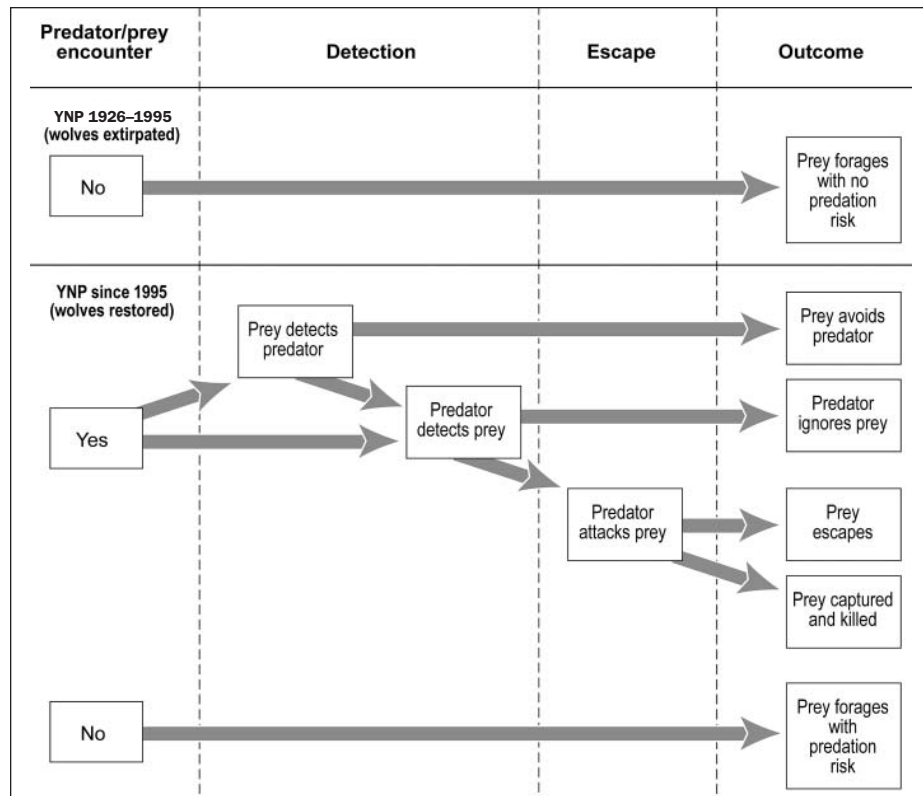 Predator/prey
encounter
Detection
Escape
Outcome
YNP 1926–1995
(wolves extirpated)
No
Prey forages
with no
predation
risk
YNP since 1995
(wolves restored)
Prey detects
predator
Prey avoids
predator
Yes
Predator
detects prey
Predator
ignores prey
Predator
attacks prey
Prey
escapes
Prey captured
and killed
No
Prey forages
with
predation
risk